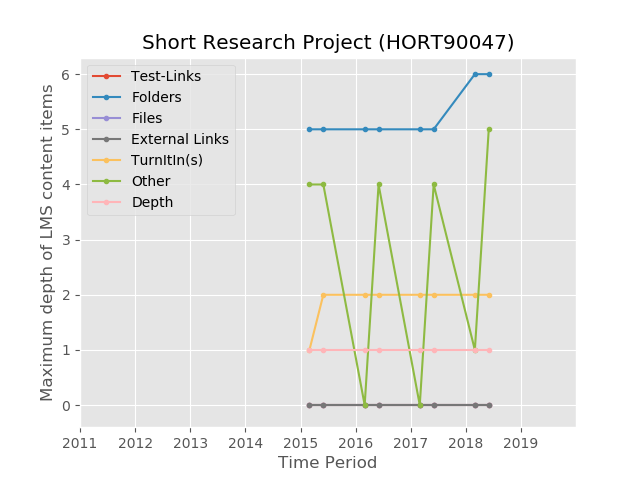 Short Research Project (HORT90047)
Test-Links
Folders
Files
External Links
TurnItIn(s)
Other
Depth
Maximum depth of LMS content items
6
5
4
3
2
1
0
2011 2012 2013 2014 2015 2016 2017 2018 2019
Time Period